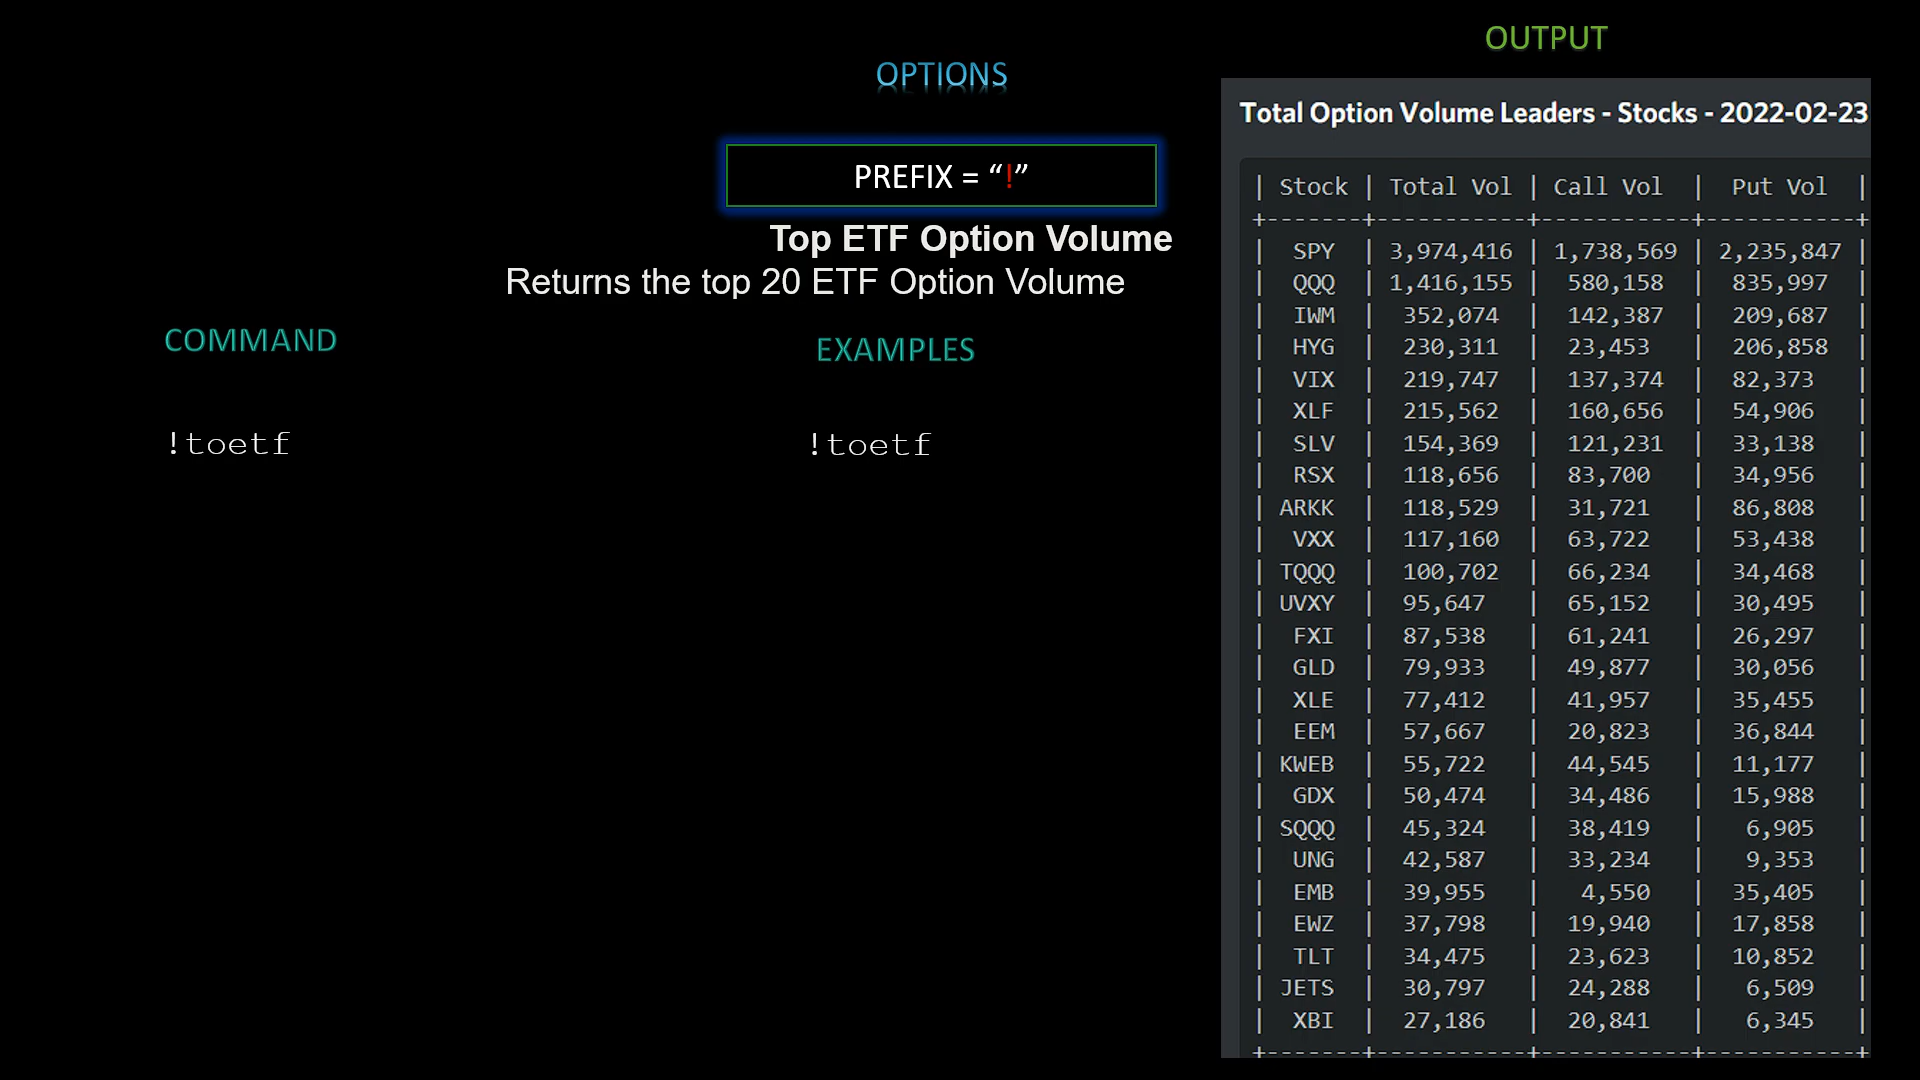 OPTIONS
PREFIX = “!”
Top ETF Option Volume
Returns the top 20 ETF Option Volume
COMMAND
!toetf
EXAMPLES
!toetf
OUTPUT
Total Option Volume Leaders - Stocks - 2022-02-23
| Stock | Total Vol | Call Vol | Put Vol |
+-------+-----------+-----------+-----------+
| SPY | 3,974,416 | 1,738,569 | 2,235,847 |
| QQQ | 1,416,155 | 580,158 | 835,997 |
| IWM | 352,074 | 142,387 | 209,687 |
| HYG | 230,311 | 23,453 | 206,858 |
| VIX | 219,747 | 137,374 | 82,373 |
| XLF | 215,562 | 160,656 | 54,906 |
| SLV | 154,369 | 121,231 | 33,138 |
| RSX | 118,656 | 83,700 | 34,956 |
| ARKK | 118,529 | 31,721 | 86,808 |
| VXX | 117,160 | 63,722 | 53,438 |
| TQQQ | 100,702 | 66,234 | 34,468 |
| UVXY | 95,647 | 65,152 | 30,495 |
| FXI | 87,538 | 61,241 | 26,297 |
| GLD | 79,933 | 49,877 | 30,056 |
| XLE | 77,412 | 41,957 | 35,455 |
| EEM | 57,667 | 20,823 | 36,844 |
| KWEB | 55,722 | 44,545 | 11,177 |
| GDX | 50,474 | 34,486 | 15,988 |
| SQQQ | 45,324 | 38,419 | 6,905 |
| UNG | 42,587 | 33,234 | 9,353 |
| EMB | 39,955 | 4,550 | 35,405 |
| EWZ | 37,798 | 19,940 | 17,858 |
| TLT | 34,475 | 23,623 | 10,852 |
| JETS | 30,797 | 24,288 | 6,509 |
| XBI | 27,186 | 20,841 | 6,345 |
+-------+-----------+-----------+-----------+